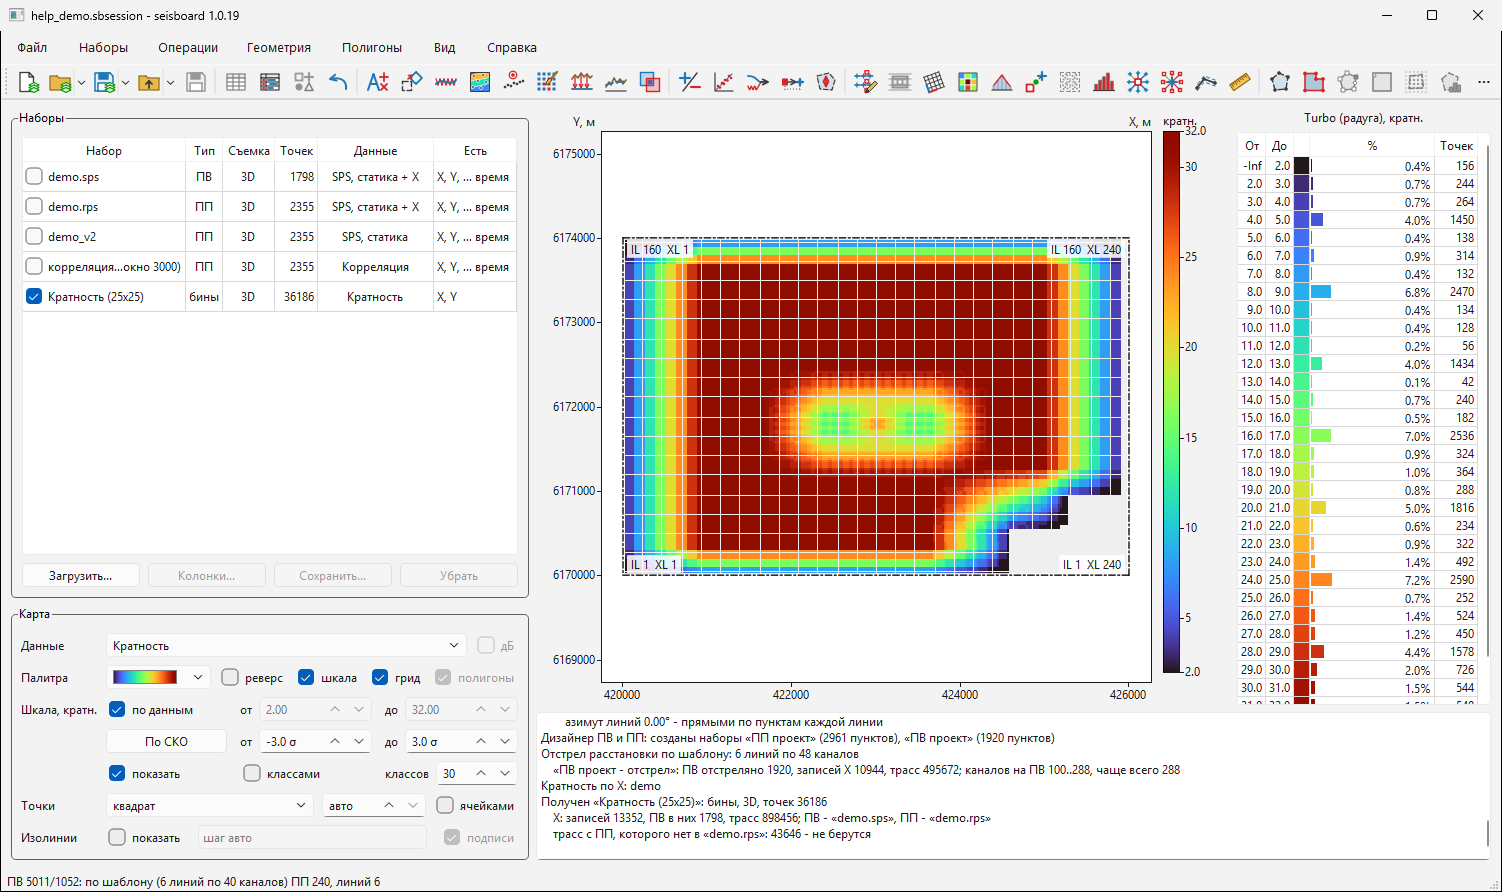 help_demo.sbsession - seisboard 1.0.19
Файл Наборы Операции Геометрия Полигоны Вид Справка
Наборы
Набор Тип Съемка Точек Данные Есть
demo.sps ПВ 3D 1798 SPS, статика + X X, Y, ... время
demo.rps ПП 3D 2355 SPS, статика + X X, Y, ... время
demo_v2 ПП 3D 2355 SPS, статика X, Y, ... время
корреляция...окно 3000) ПП 3D 2355 Корреляция X, Y, ... время
Кратность (25x25) бины 3D 36186 Кратность X, Y
Загрузить... Колонки... Сохранить... Убрать
Карта
Данные Кратность дБ
Палитра реверс шкала грид полигоны
Шкала, кратн. по данным от 2.00 до 32.00
По СКО от -3.0 σ до 3.0 σ
показать классами классов 30
Точки квадрат авто ячейками
Изолинии показать шаг авто подписи
Y, м X, м кратн.
6175000
6174000
6173000
6172000
6171000
6170000
6169000
420000 422000 424000 426000
IL 160 XL 1 IL 160 XL 240
IL 1 XL 1 IL 1 XL 240
32.0
30
25
20
15
10
5
2.0
Turbo (радуга), кратн.
От До % Точек
-Inf 2.0 0.4% 156
2.0 3.0 0.7% 244
3.0 4.0 0.7% 264
4.0 5.0 4.0% 1450
5.0 6.0 0.4% 138
6.0 7.0 0.9% 314
7.0 8.0 0.4% 132
8.0 9.0 6.8% 2470
9.0 10.0 0.4% 134
10.0 11.0 0.4% 128
11.0 12.0 0.2% 56
12.0 13.0 4.0% 1434
13.0 14.0 0.1% 42
14.0 15.0 0.7% 240
15.0 16.0 0.5% 182
16.0 17.0 7.0% 2536
17.0 18.0 0.9% 324
18.0 19.0 1.0% 364
19.0 20.0 0.8% 288
20.0 21.0 5.0% 1816
21.0 22.0 0.6% 234
22.0 23.0 0.9% 322
23.0 24.0 1.4% 492
24.0 25.0 7.2% 2590
25.0 26.0 0.7% 252
26.0 27.0 1.4% 524
27.0 28.0 1.2% 450
28.0 29.0 4.4% 1578
29.0 30.0 2.0% 726
30.0 31.0 1.5% 544
азимут линий 0.00° - прямыми по пунктам каждой линии
Дизайнер ПВ и ПП: созданы наборы «ПП проект» (2961 пунктов), «ПВ проект» (1920 пунктов)
Отстрел расстановки по шаблону: 6 линий по 48 каналов
«ПВ проект - отстрел»: ПВ отстреляно 1920, записей X 10944, трасс 495672; каналов на ПВ 100..288, чаще всего 288
Кратность по X: demo
Получен «Кратность (25x25)»: бины, 3D, точек 36186
X: записей 13352, ПВ в них 1798, трасс 898456; ПВ - «demo.sps», ПП - «demo.rps»
трасс с ПП, которого нет в «demo.rps»: 43646 - не берутся
ПВ 5011/1052: по шаблону (6 линий по 40 каналов) ПП 240, линий 6